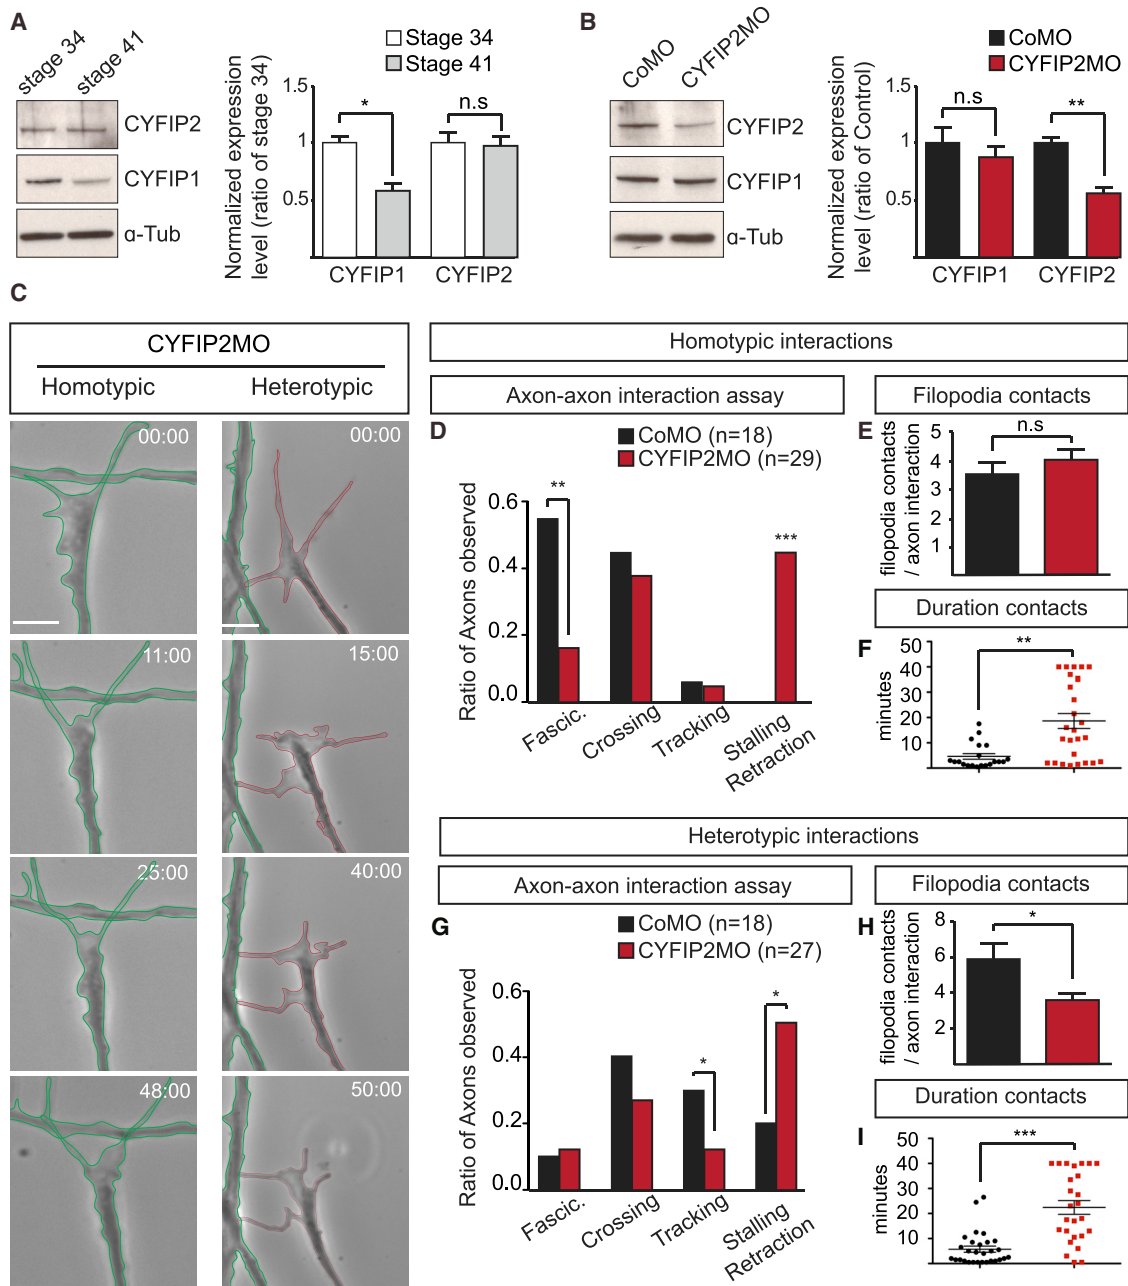 A
stage 34
stage 41
CYFIP2
CYFIP1
α-Tub
Stage 34
Stage 41
Normalized expression
level (ratio of stage 34)
1.5
1
0.5
*
n.s
CYFIP1
CYFIP2
B
CoMO
CYFIP2MO
CYFIP2
CYFIP1
α-Tub
CoMO
CYFIP2MO
Normalized expression
level (ratio of Control)
1.5
1
0.5
n.s
**
CYFIP1
CYFIP2
C
CYFIP2MO
Homotypic
Heterotypic
00:00
00:00
11:00
15:00
25:00
40:00
48:00
50:00
Homotypic interactions
Axon-axon interaction assay
Filopodia contacts
D
CoMO (n=18)
CYFIP2MO (n=29)
Ratio of Axons observed
0.6
0.4
0.2
0.0
**
***
Fascic.
Crossing
Tracking
Stalling
Retraction
E
filopodia contacts
/ axon interaction
5
4
3
2
1
n.s
Duration contacts
F
minutes
50
40
30
20
10
**
Heterotypic interactions
Axon-axon interaction assay
Filopodia contacts
G
CoMO (n=18)
CYFIP2MO (n=27)
Ratio of Axons observed
0.6
0.4
0.2
0.0
*
*
Fascic.
Crossing
Tracking
Stalling
Retraction
H
filopodia contacts
/ axon interaction
8
6
4
2
*
Duration contacts
I
minutes
50
40
30
20
10
***